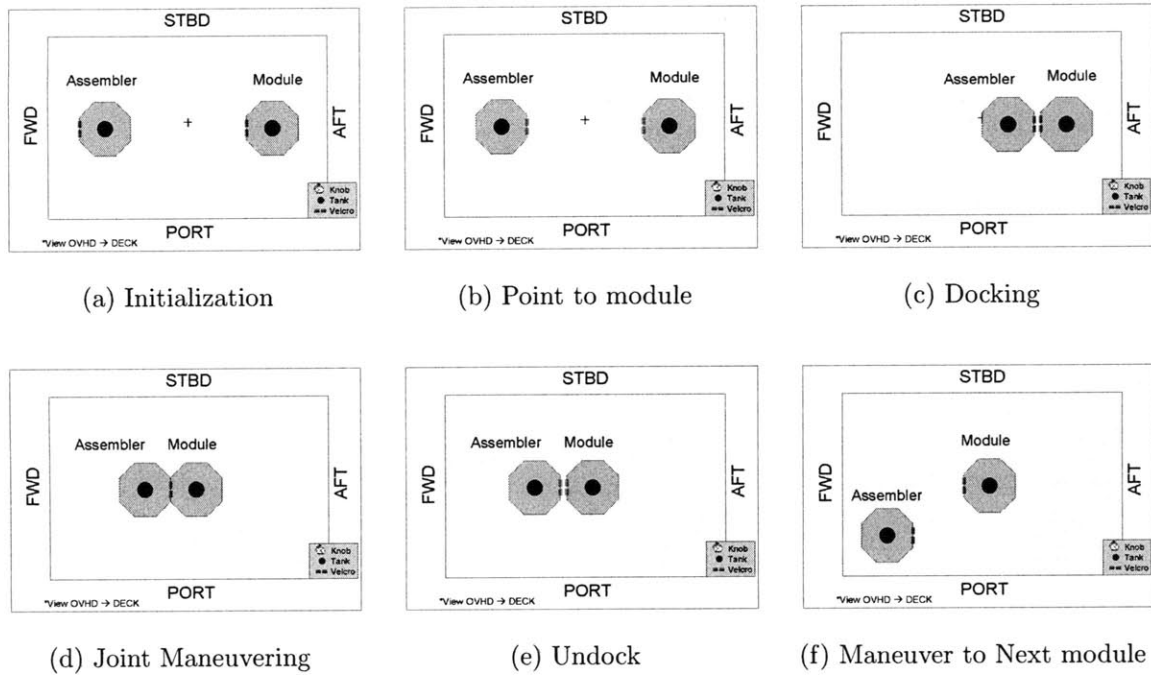 STBD
Assembler
Module
FWD
AFT
Knob
Tank
Velcro
PORT
*View OVHD → DECK
(a) Initialization
STBD
Assembler
Module
FWD
AFT
Knob
Tank
Velcro
PORT
*View OVHD → DECK
(b) Point to module
STBD
Assembler
Module
FWD
AFT
Knob
Tank
Velcro
PORT
*View OVHD → DECK
(c) Docking
STBD
Assembler
Module
FWD
AFT
Knob
Tank
Velcro
PORT
*View OVHD → DECK
(d) Joint Maneuvering
STBD
Assembler
Module
FWD
AFT
Knob
Tank
Velcro
PORT
*View OVHD → DECK
(e) Undock
STBD
Module
FWD
AFT
Assembler
Knob
Tank
Velcro
PORT
*View OVHD → DECK
(f) Maneuver to Next module